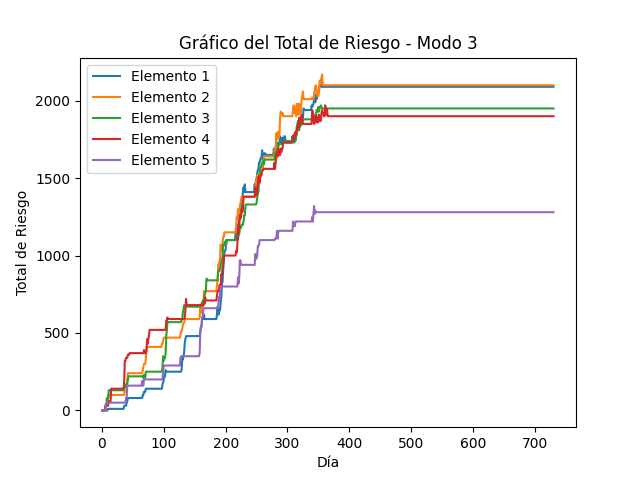 Gráfico del Total de Riesgo - Modo 3
Elemento 1
Elemento 2
Elemento 3
Elemento 4
Elemento 5
Total de Riesgo
2000
1500
1000
500
0
0 100 200 300 400 500 600 700
Día